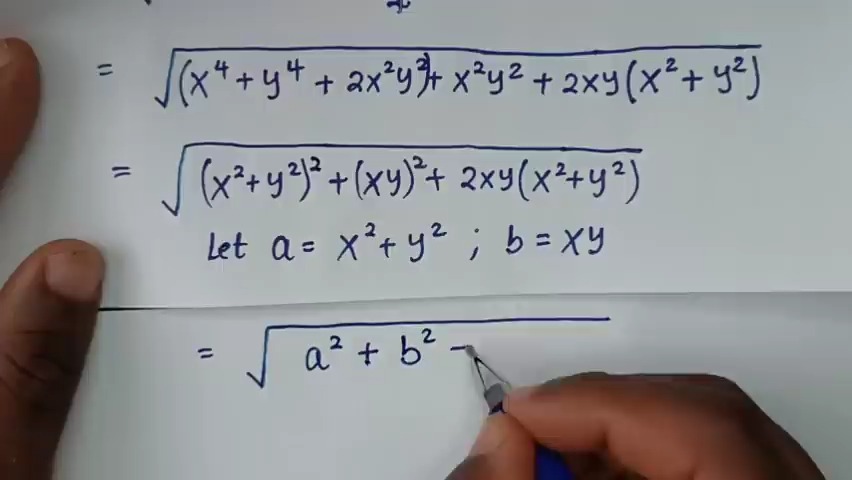 = √(x⁴ + y⁴ + 2x²y²) + x²y² + 2xy(x² + y²)
= √(x²+y²)² + (xy)² + 2xy(x²+y²)
Let a = x² + y² ; b = xy
= √a² + b² −